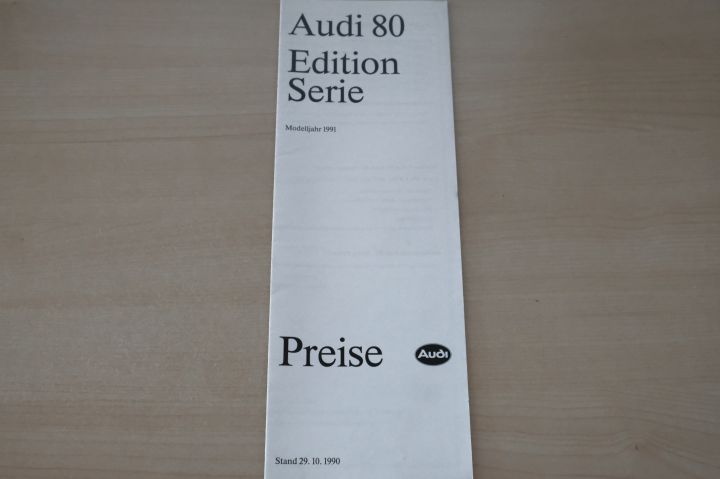 Audi 80
Edition
Serie
Modelljahr 1991
Preise
Audi
Stand 29. 10. 1990